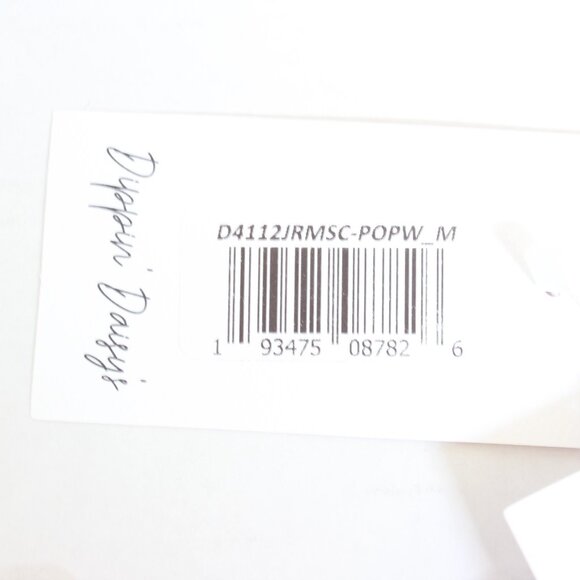 Dippin' Daisy's
D4112JRMSC-POPW_M
1 93475 08782 6